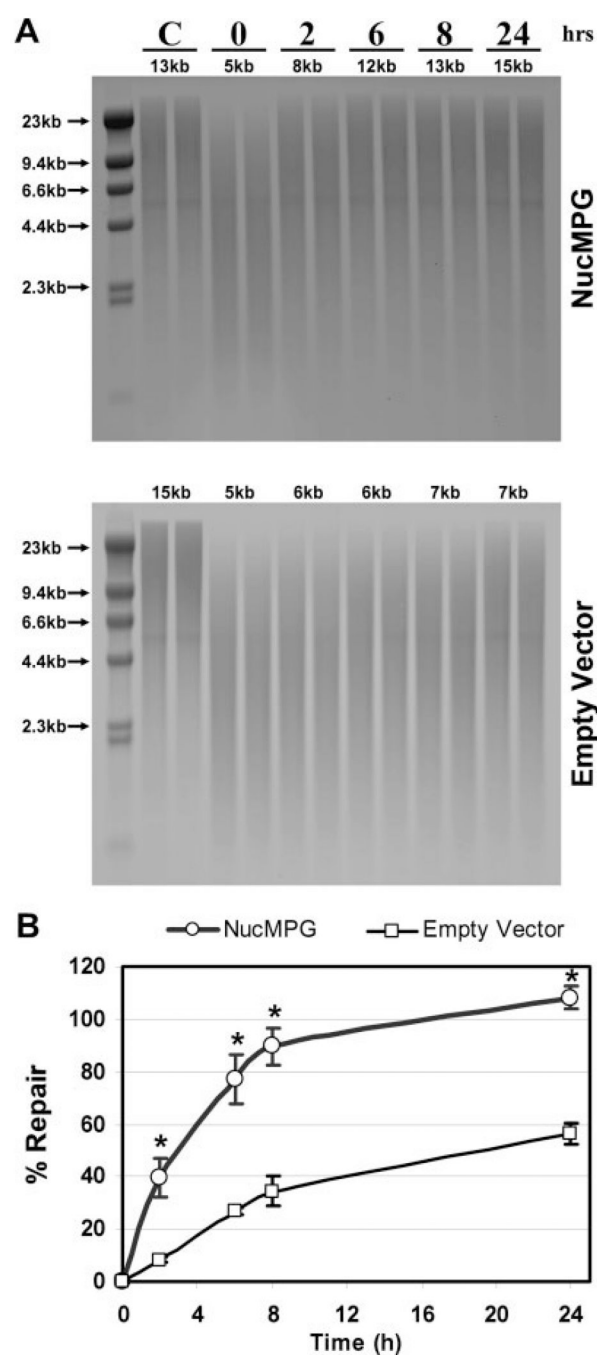 A
C 0 2 6 8 24 hrs
13kb 5kb 8kb 12kb 13kb 15kb
23kb
9.4kb
6.6kb
4.4kb
2.3kb
NucMPG
15kb 5kb 6kb 6kb 7kb 7kb
23kb
9.4kb
6.6kb
4.4kb
2.3kb
Empty Vector
B
NucMPG Empty Vector
120
100
80
60
40
20
0
% Repair
* * * *
0 4 8 12 16 20 24
Time (h)